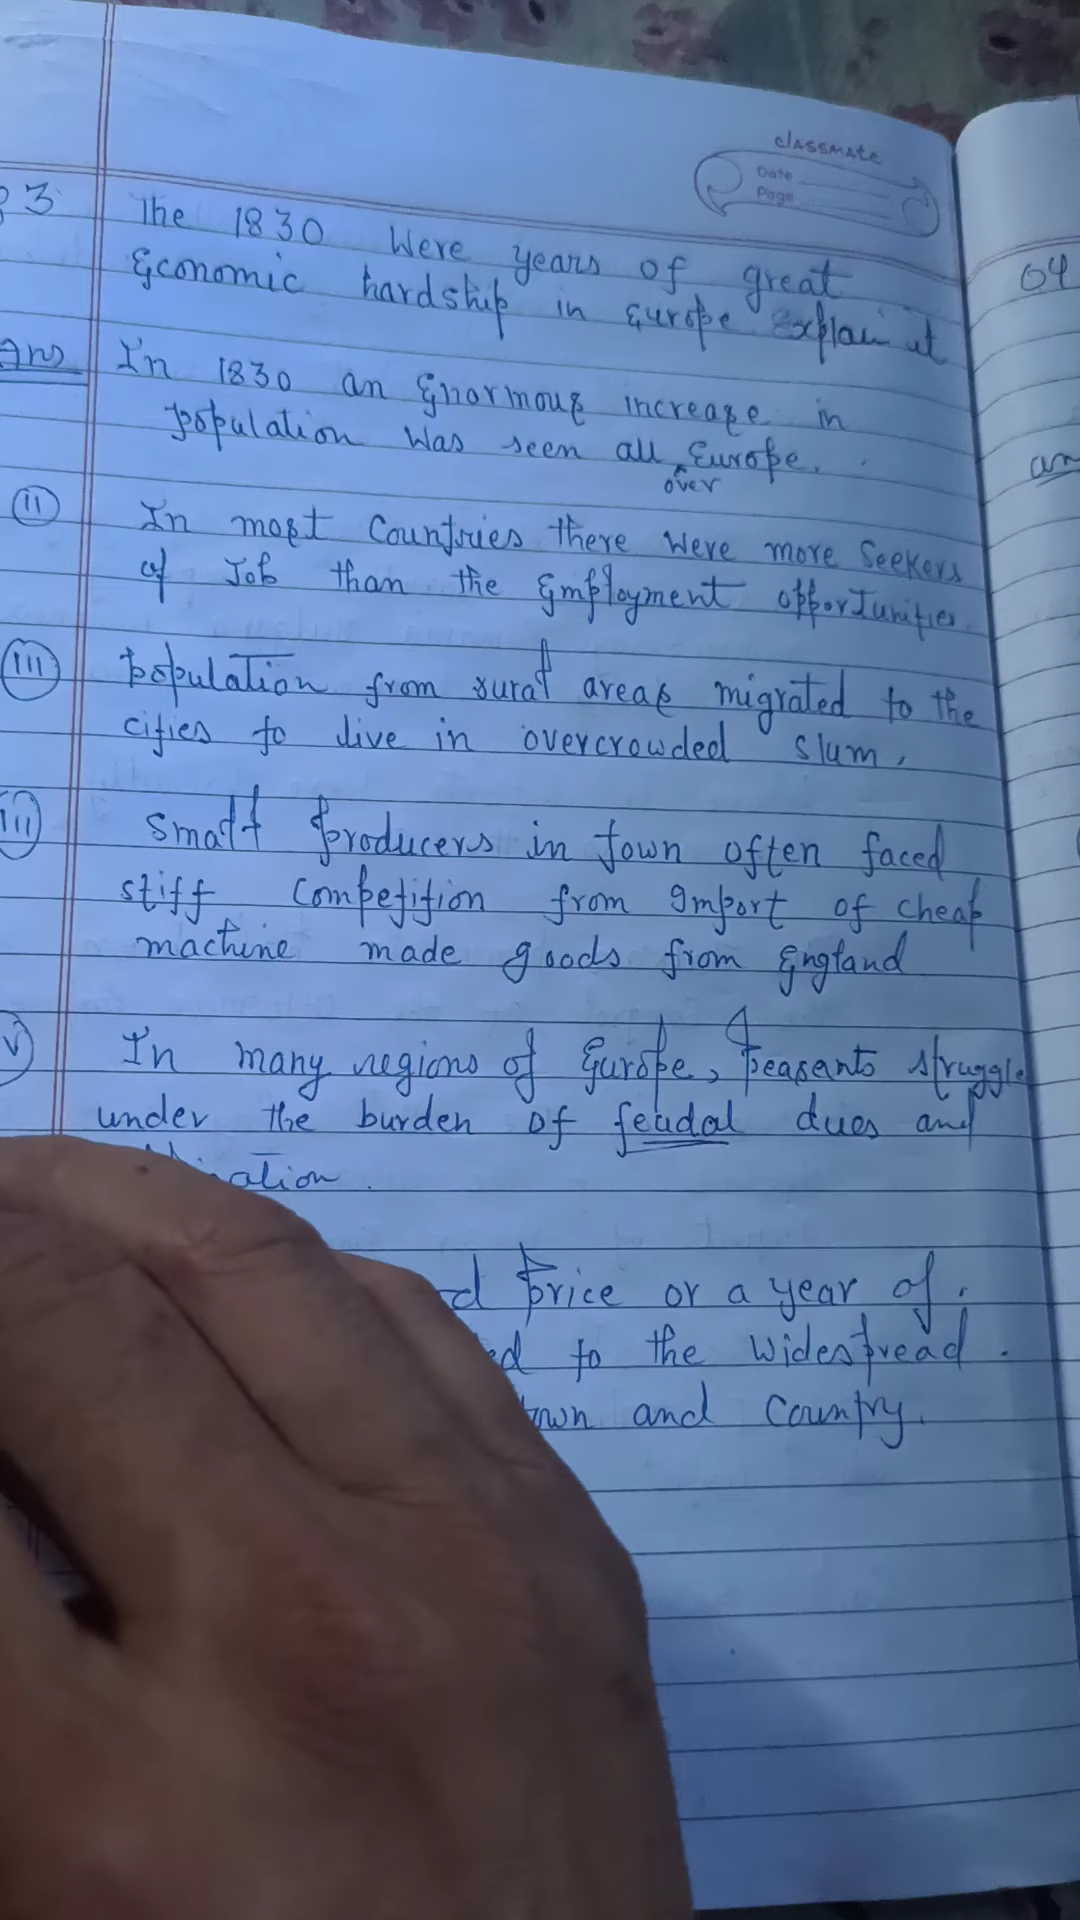 classmate
Date
Page
3 The 1830 were years of great
Economic hardship in Europe explain it
Ans In 1830 an Enormous increase in
population was seen all over Europe.
(ii) In most Countries there were more seekers
of Job than the Employment opportunities.
(iii) population from rural areas migrated to the
cities to live in overcrowded slum.
(iii) small producers in town often faced
stiff Competition from import of cheap
machine made goods from England
In many regions of Europe, peasants struggle
under the burden of feudal dues and
price or a year of.
to the widespread.
and Country.
04